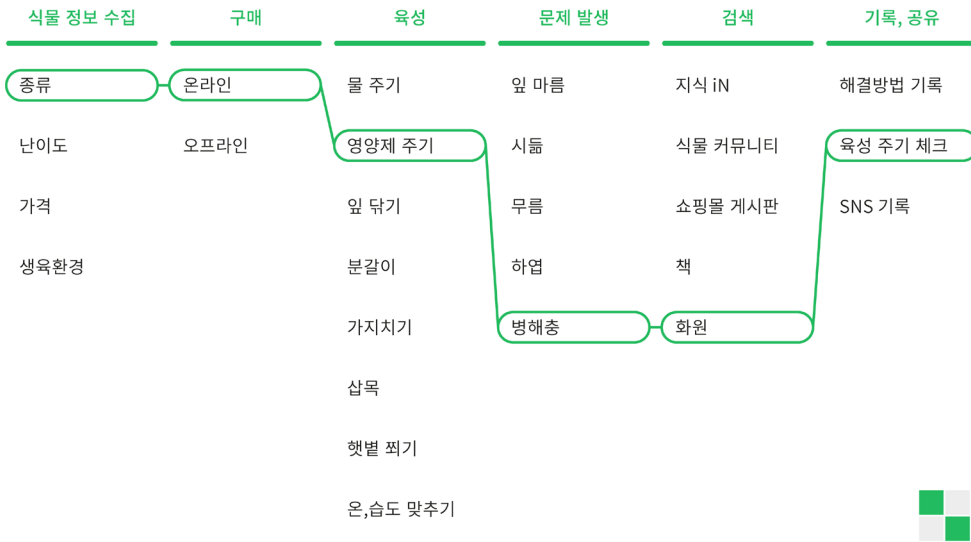 식물 정보 수집
구매
육성
문제 발생
검색
기록, 공유
종류
온라인
물 주기
잎 마름
지식 iN
해결방법 기록
난이도
오프라인
영양제 주기
시듦
식물 커뮤니티
육성 주기 체크
가격
잎 닦기
무름
쇼핑몰 게시판
SNS 기록
생육환경
분갈이
하엽
책
가지치기
병해충
화원
삽목
햇볕 쬐기
온,습도 맞추기